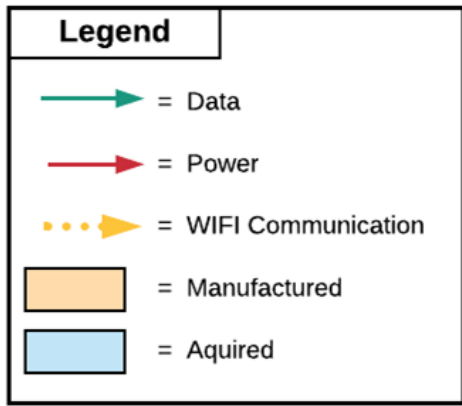 Legend
= Data
= Power
= WIFI Communication
= Manufactured
= Aquired